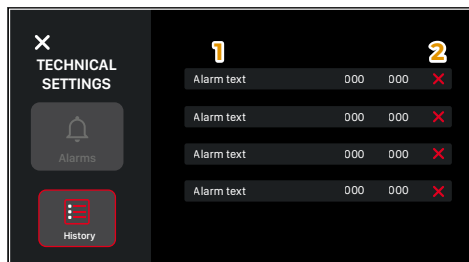 TECHNICAL
SETTINGS
Alarms
History
1
2
Alarm text 000 000
Alarm text 000 000
Alarm text 000 000
Alarm text 000 000